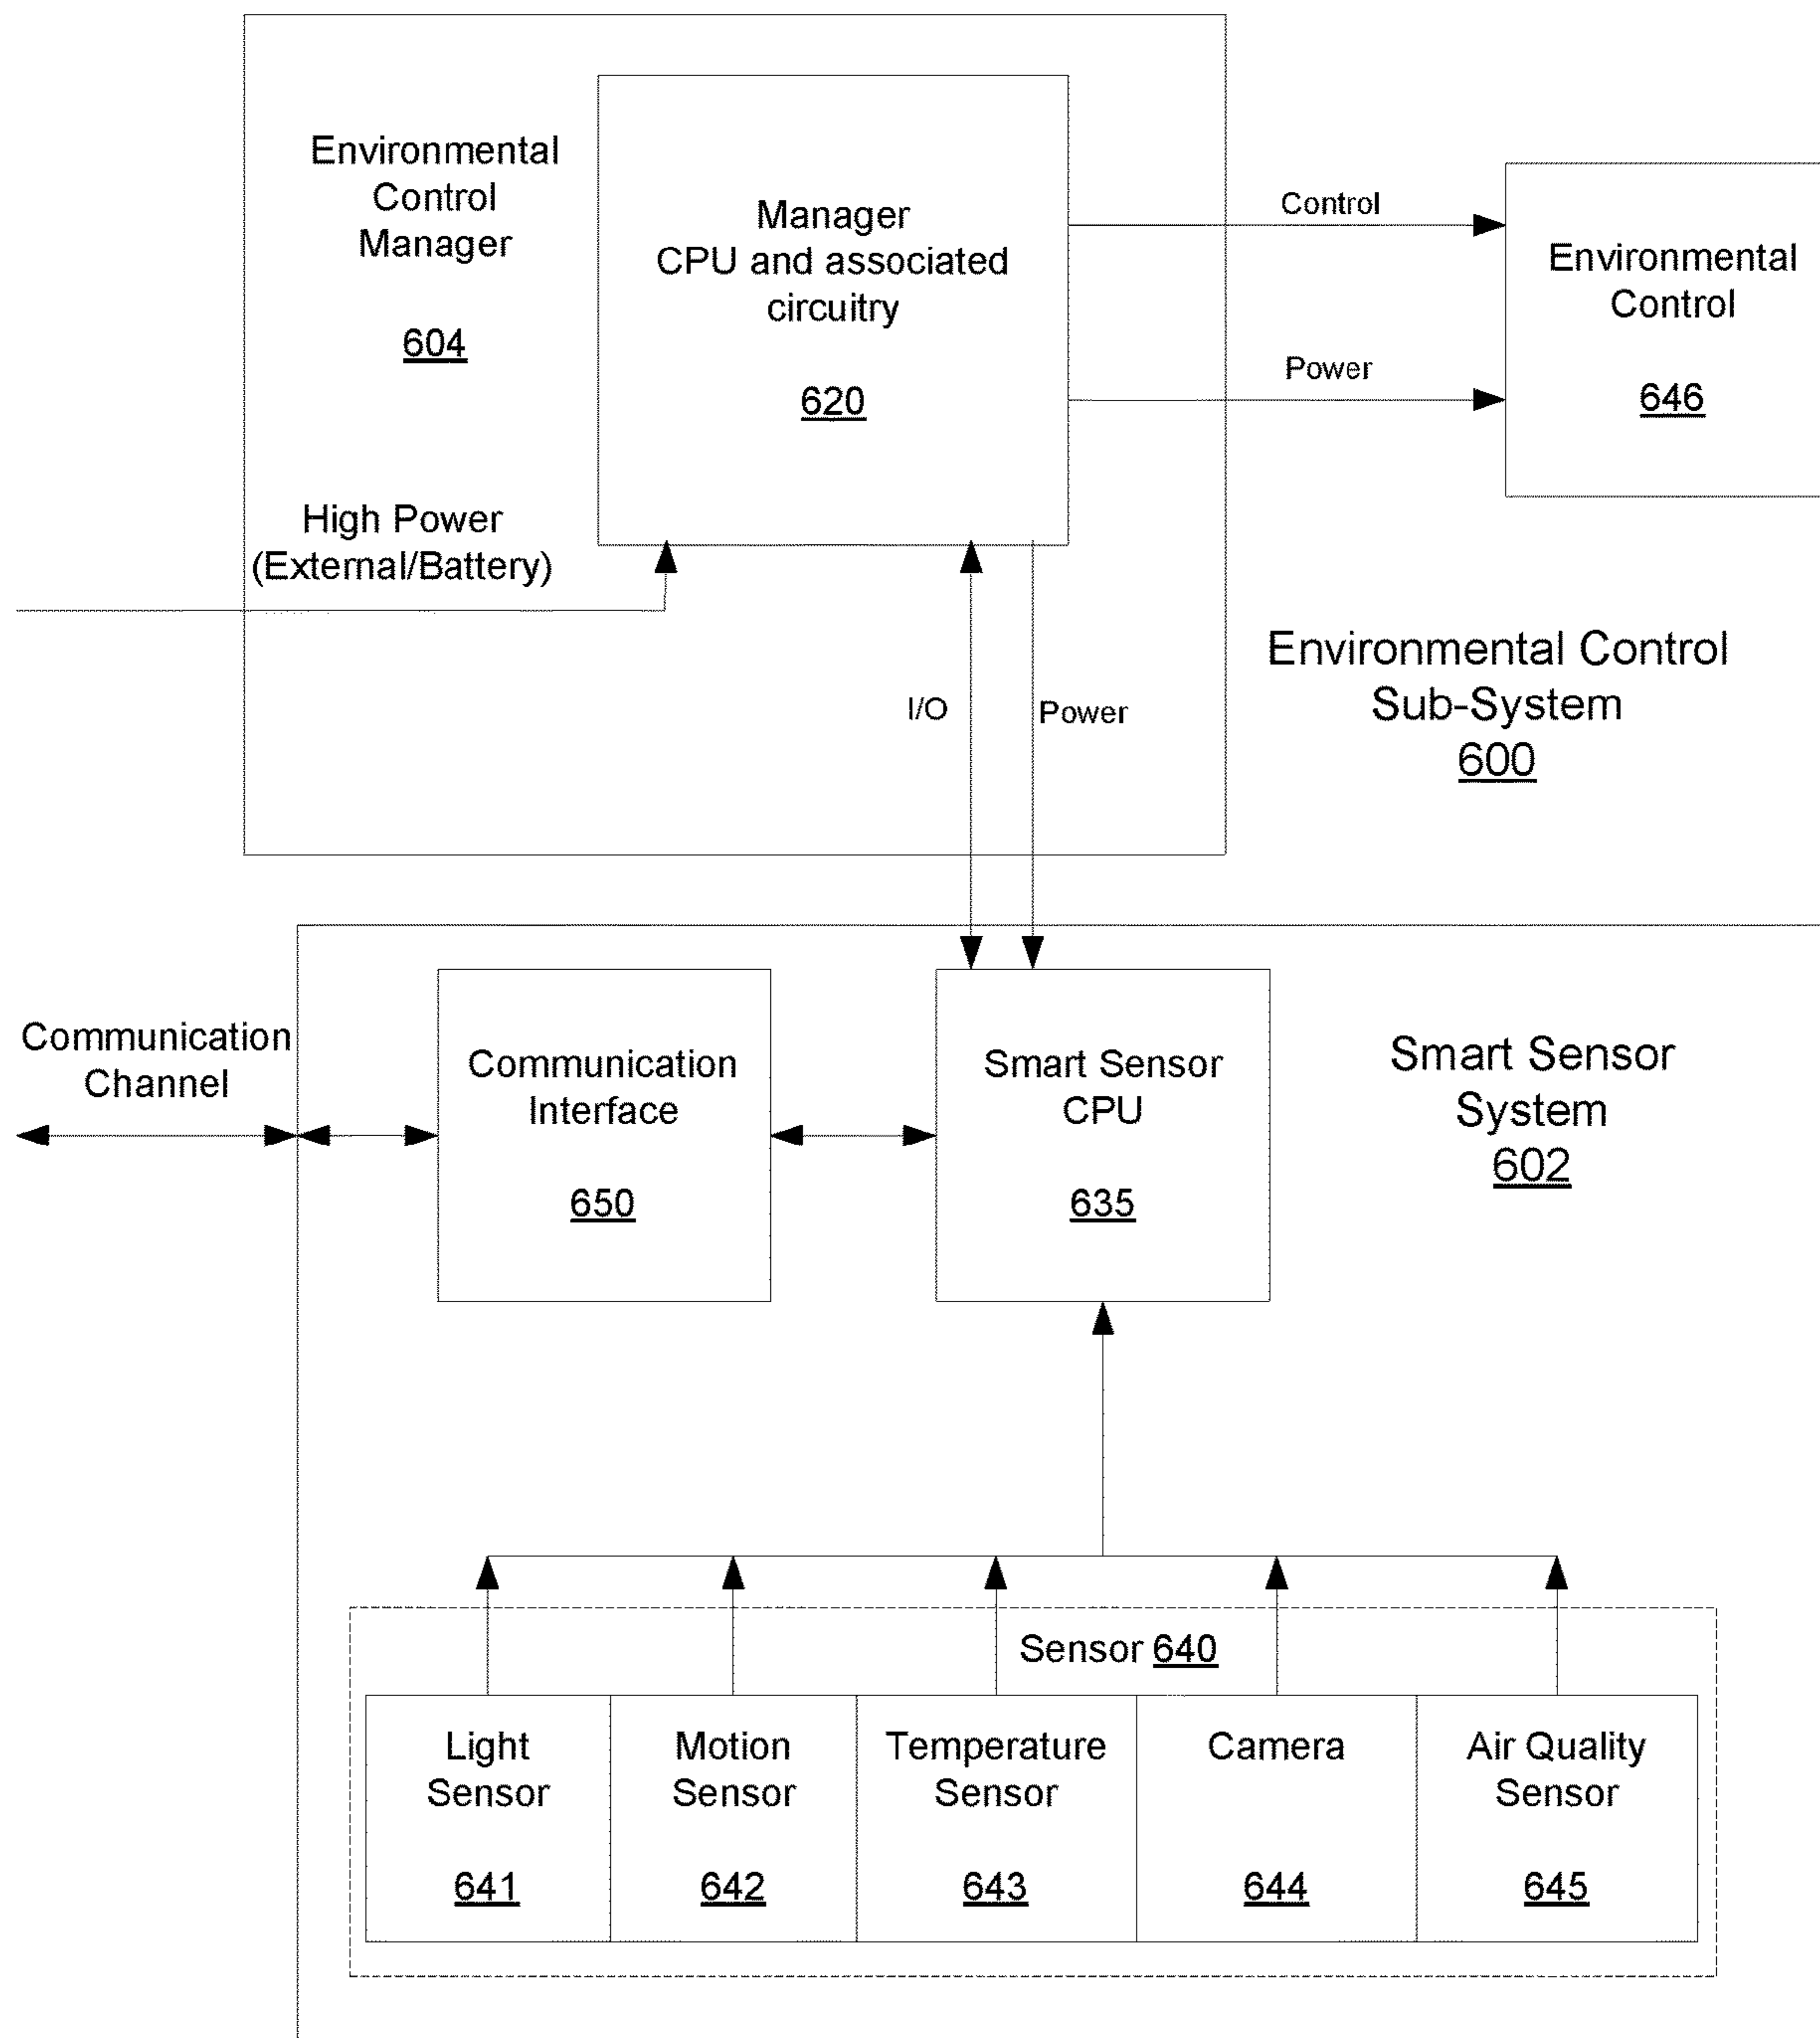 Environmental
Control
Manager
604
Manager
CPU and associated
circuitry
620
Control
Power
Environmental
Control
646
High Power
(External/Battery)
I/O
Power
Environmental Control
Sub-System
600
Communication
Channel
Communication
Interface
650
Smart Sensor
CPU
635
Smart Sensor
System
602
Sensor 640
Light
Sensor
641
Motion
Sensor
642
Temperature
Sensor
643
Camera
644
Air Quality
Sensor
645